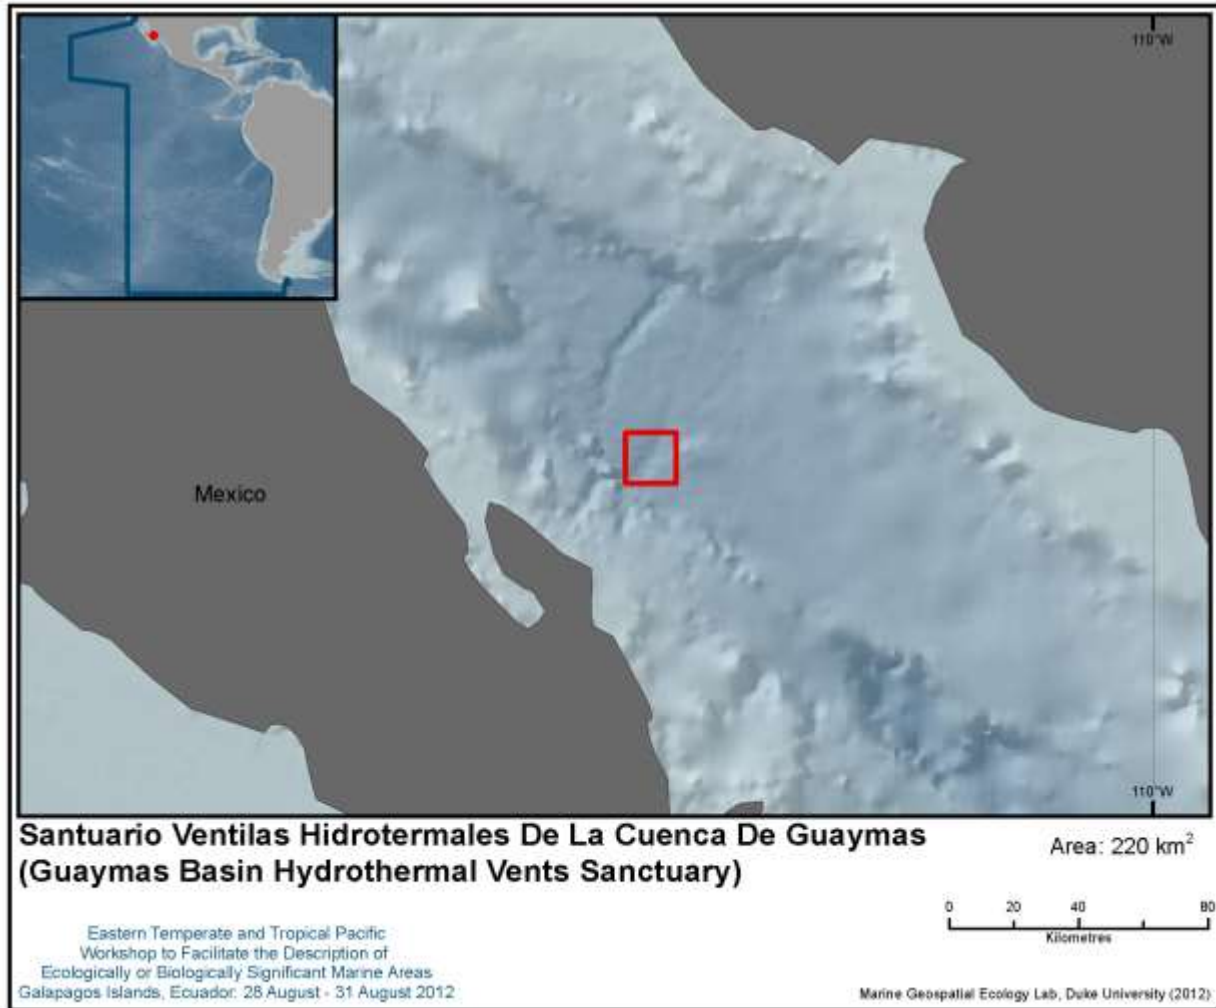 110°W
Mexico
110°W
Santuario Ventilas Hidrotermales De La Cuenca De Guaymas
(Guaymas Basin Hydrothermal Vents Sanctuary)
Area: 220 km²
0 20 40 80
Kilometres
Eastern Temperate and Tropical Pacific
Workshop to Facilitate the Description of
Ecologically or Biologically Significant Marine Areas
Galapagos Islands, Ecuador: 28 August - 31 August 2012
Marine Geospatial Ecology Lab, Duke University (2012)